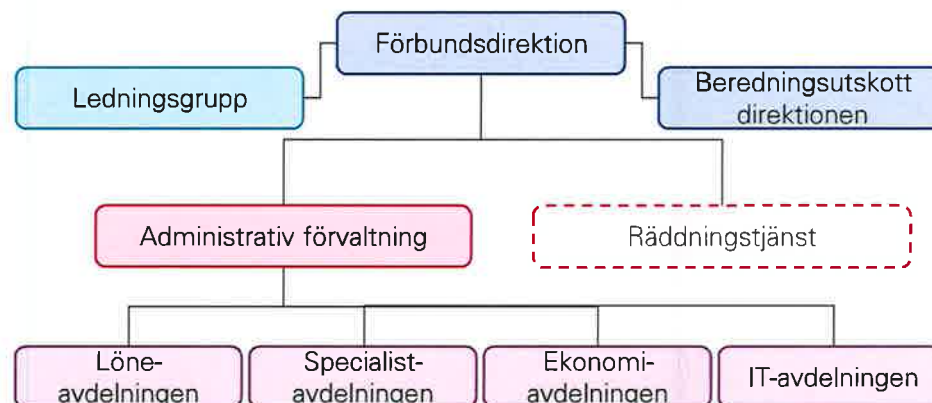 Förbundsdirektion
Ledningsgrupp
Beredningsutskott
direktionen
Administrativ förvaltning
Räddningstjänst
Löne-
avdelningen
Specialist-
avdelningen
Ekonomi-
avdelningen
IT-avdelningen